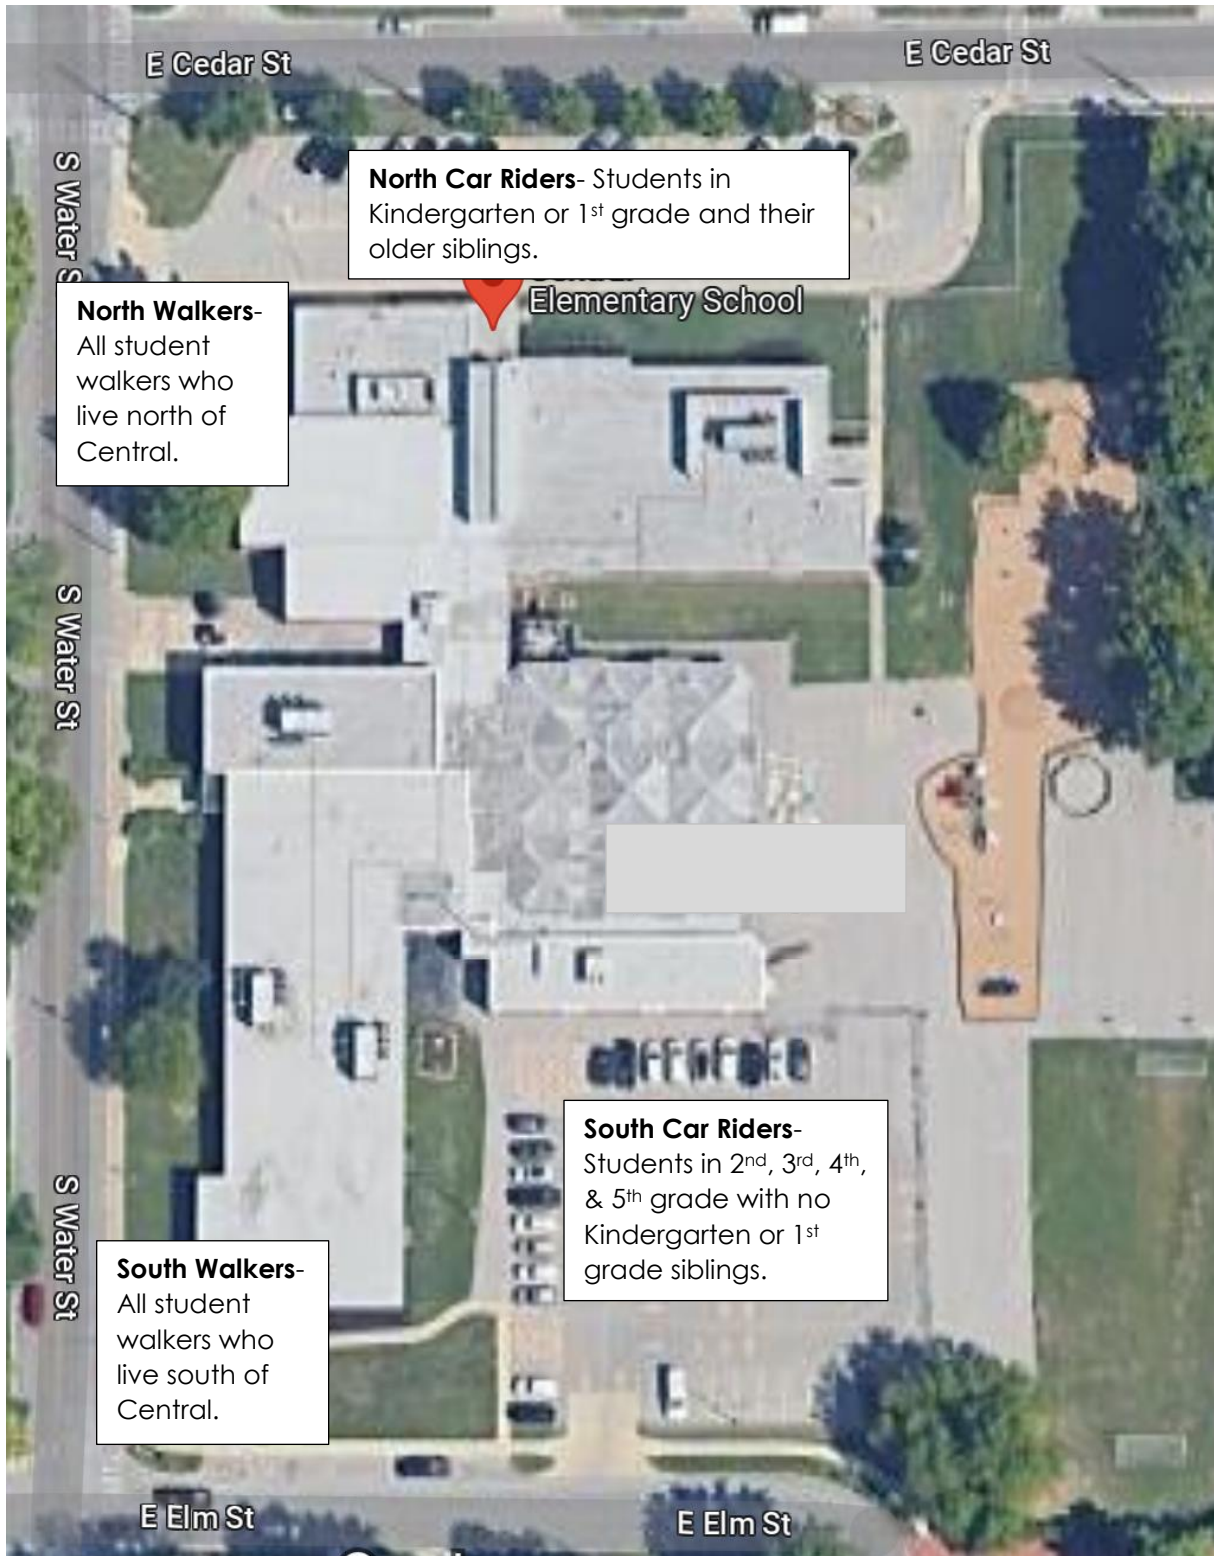 E Cedar St
E Cedar St
S Water S
North Car Riders- Students in
Kindergarten or 1st grade and their
older siblings.
Elementary School
North Walkers-
All student
walkers who
live north of
Central.
S Water St
South Car Riders-
Students in 2nd, 3rd, 4th,
& 5th grade with no
Kindergarten or 1st
grade siblings.
S Water St
South Walkers-
All student
walkers who
live south of
Central.
E Elm St
E Elm St